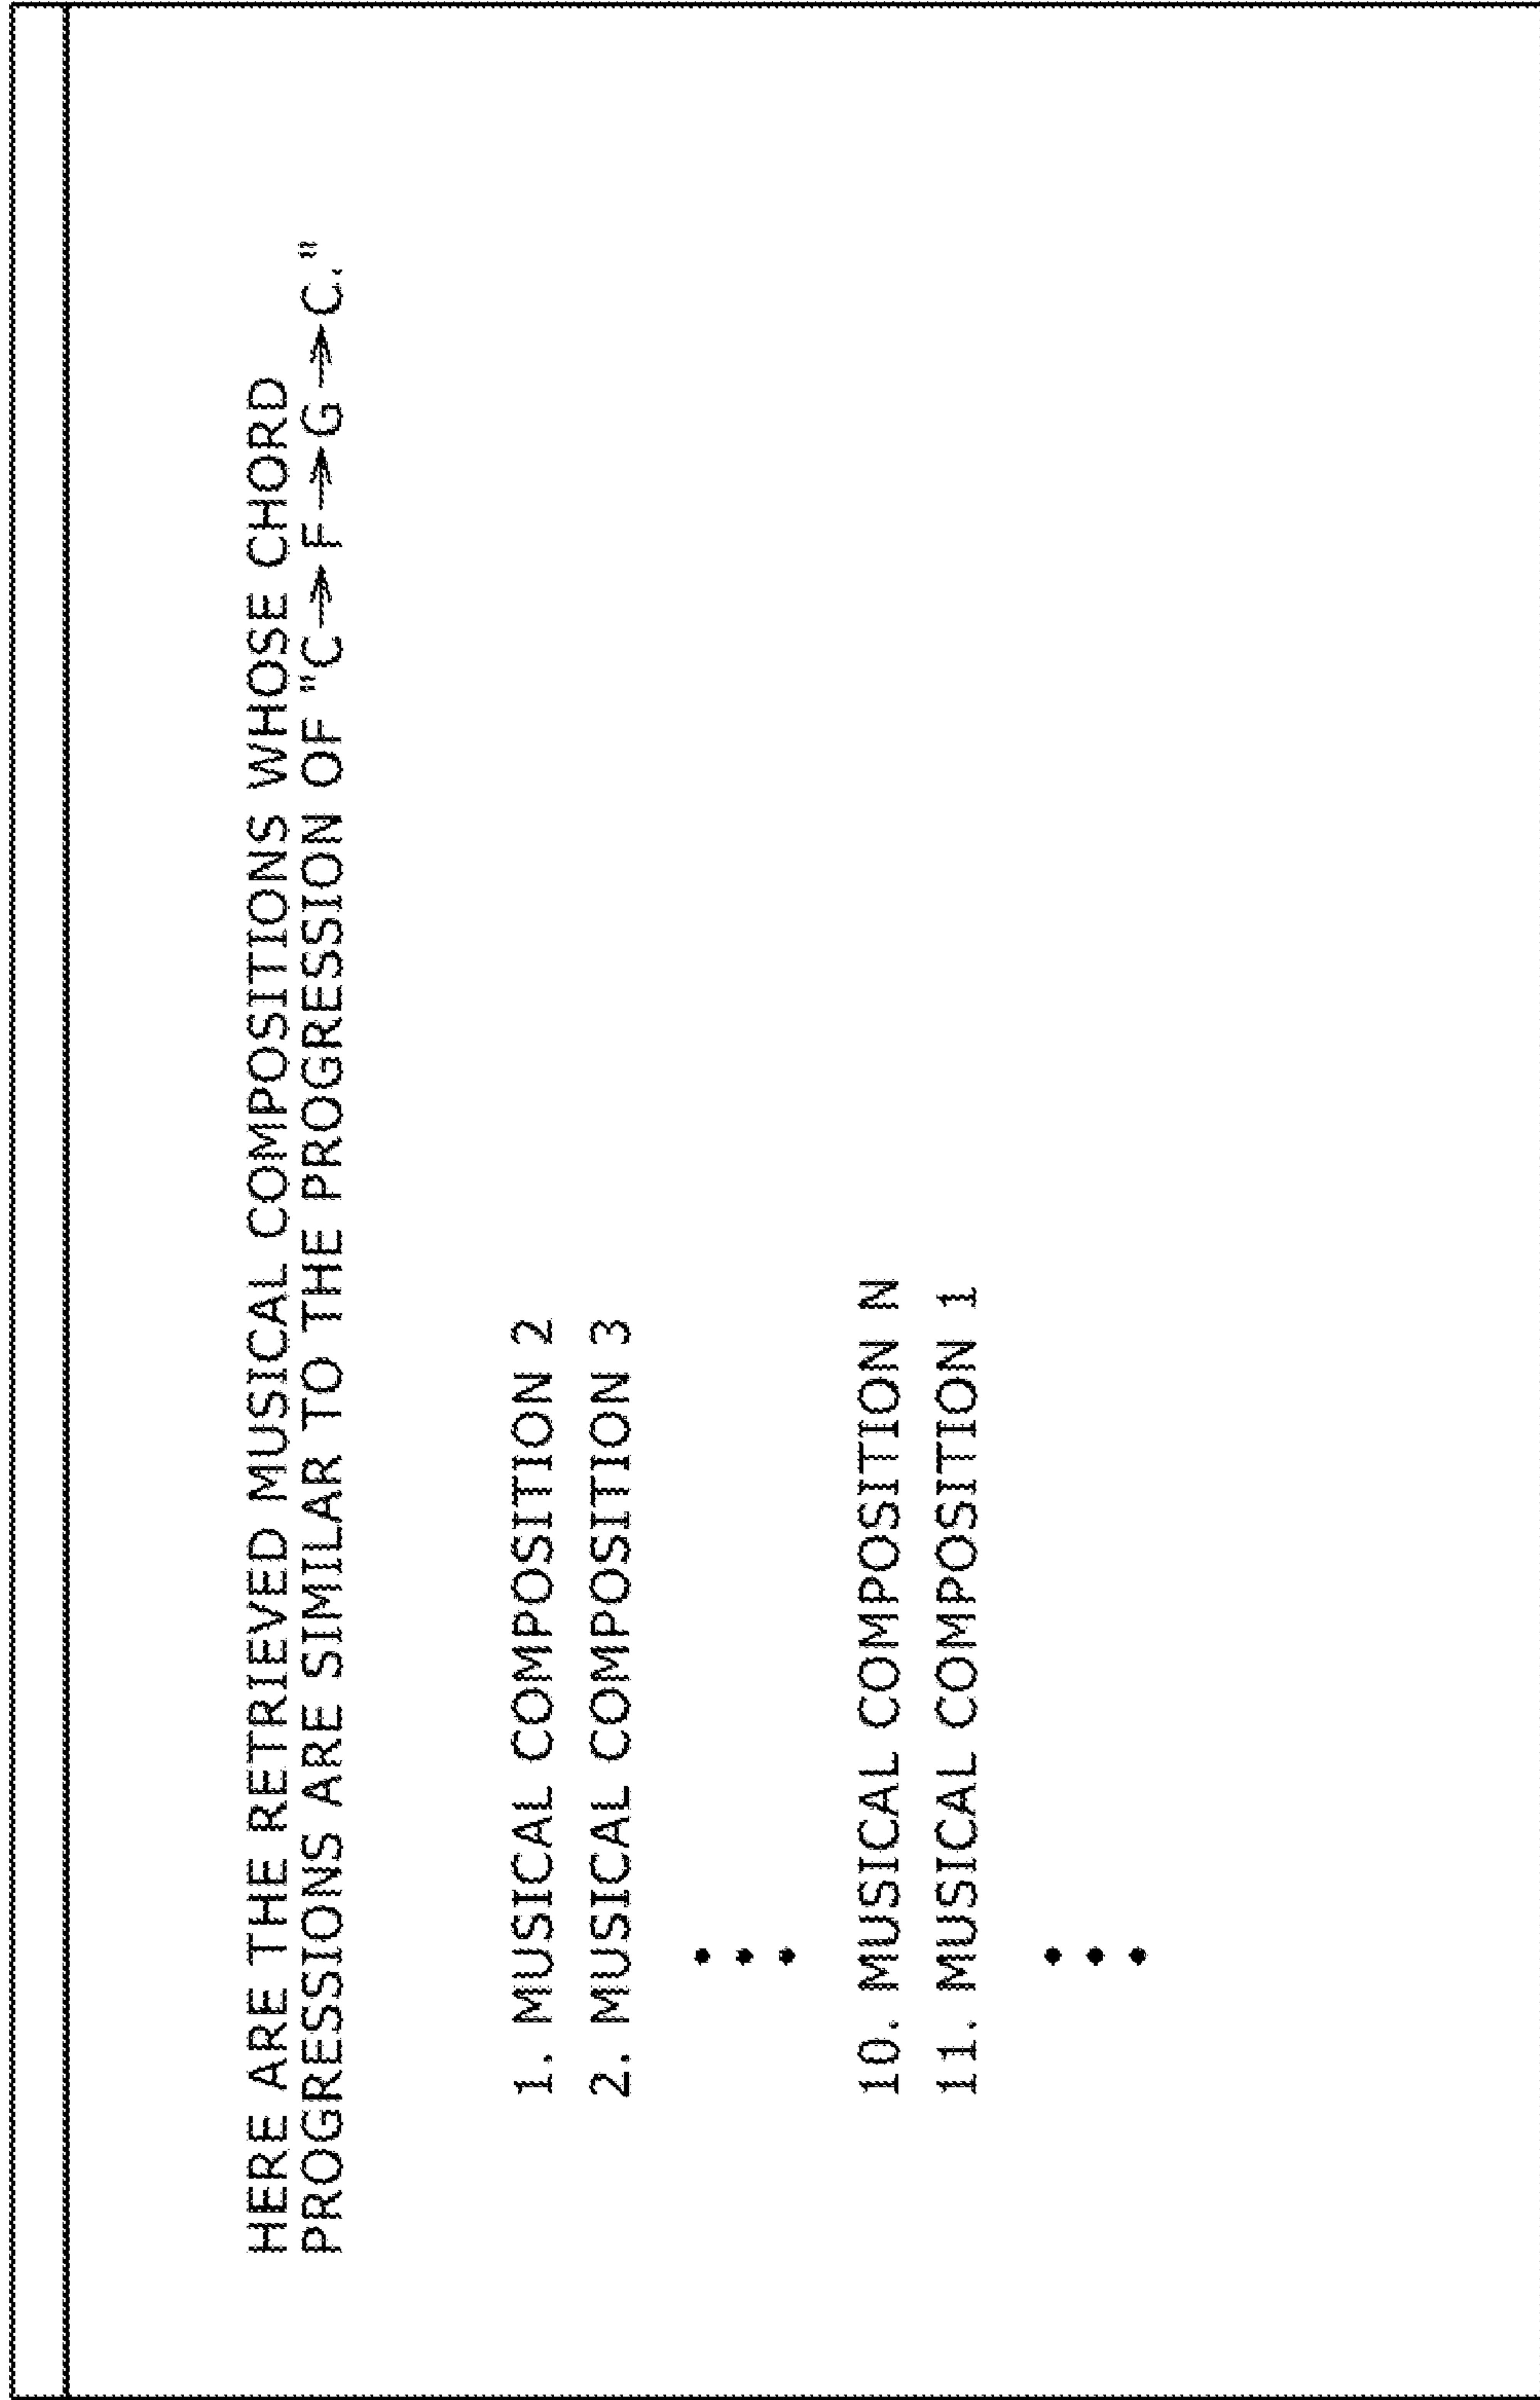 HERE ARE THE RETRIEVED MUSICAL COMPOSITIONS WHOSE CHORD
PROGRESSIONS ARE SIMILAR TO THE PROGRESSION OF "C→F→G→C."
1. MUSICAL COMPOSITION 2
2. MUSICAL COMPOSITION 3
10. MUSICAL COMPOSITION N
11. MUSICAL COMPOSITION 1